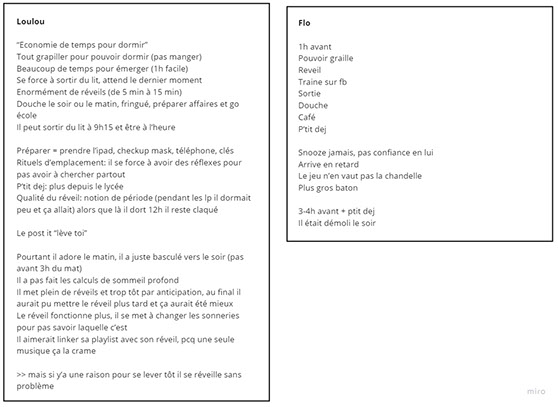 Loulou
“Economie de temps pour dormir”
Tout grapiller pour pouvoir dormir (pas manger)
Beaucoup de temps pour émerger (1h facile)
Se force à sortir du lit, attend le dernier moment
Enormément de réveils (de 5 min à 15 min)
Douche le soir ou le matin, fringué, préparer affaires et go
école
Il peut sortir du lit à 9h15 et être à l’heure
Préparer = prendre l’ipad, checkup mask, téléphone, clés
Rituels d’emplacement: il se force à avoir des réflexes pour
pas avoir à chercher partout
P’tit dej: plus depuis le lycée
Qualité du réveil: notion de période (pendant les lp il dormait
peu et ça allait) alors que là il dort 12h il reste claqué
Le post it “lève toi”
Pourtant il adore le matin, il a juste basculé vers le soir (pas
avant 3h du mat)
Il a pas fait les calculs de sommeil profond
Il met plein de réveils et trop tôt par anticipation, au final il
aurait pu mettre le réveil plus tard et ça aurait été mieux
Le réveil fonctionne plus, il se met à changer les sonneries
pour pas savoir laquelle c’est
Il aimerait linker sa playlist avec son réveil, pcq une seule
musique ça la crame
>> mais si y’a une raison pour se lever tôt il se réveille sans
problème
Flo
1h avant
Pouvoir graille
Reveil
Traine sur fb
Sortie
Douche
Café
P’tit dej
Snooze jamais, pas confiance en lui
Arrive en retard
Le jeu n’en vaut pas la chandelle
Plus gros baton
3-4h avant + ptit dej
Il était démoli le soir
miro